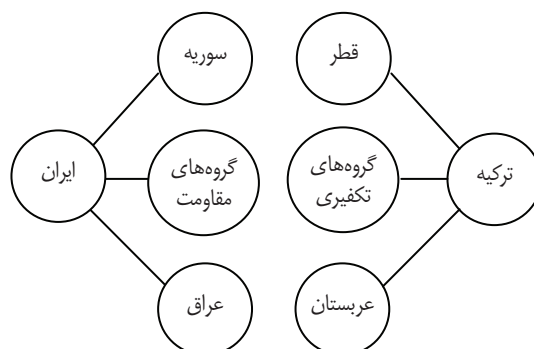 قطر
سوریه
ترکیه
گروه‌های
تکفیری
گروه‌های
مقاومت
ایران
عربستان
عراق